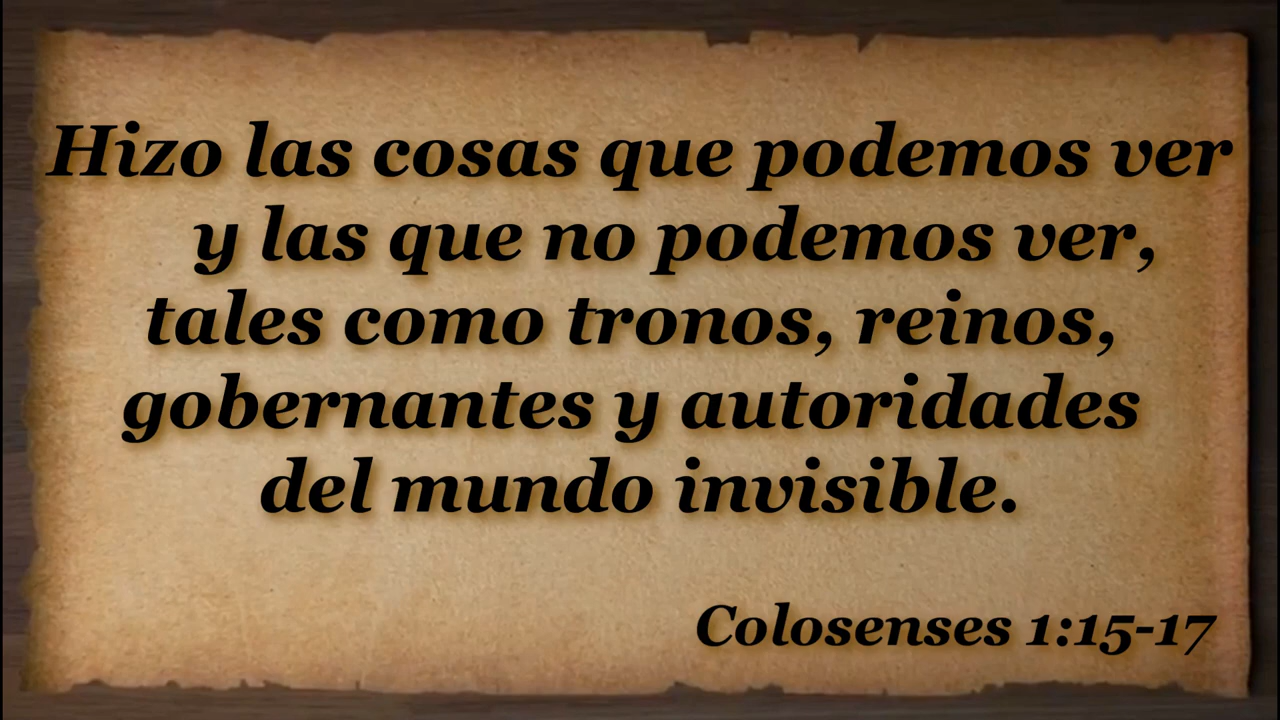 Hizo las cosas que podemos ver
y las que no podemos ver,
tales como tronos, reinos,
gobernantes y autoridades
del mundo invisible.
Colosenses 1:15-17